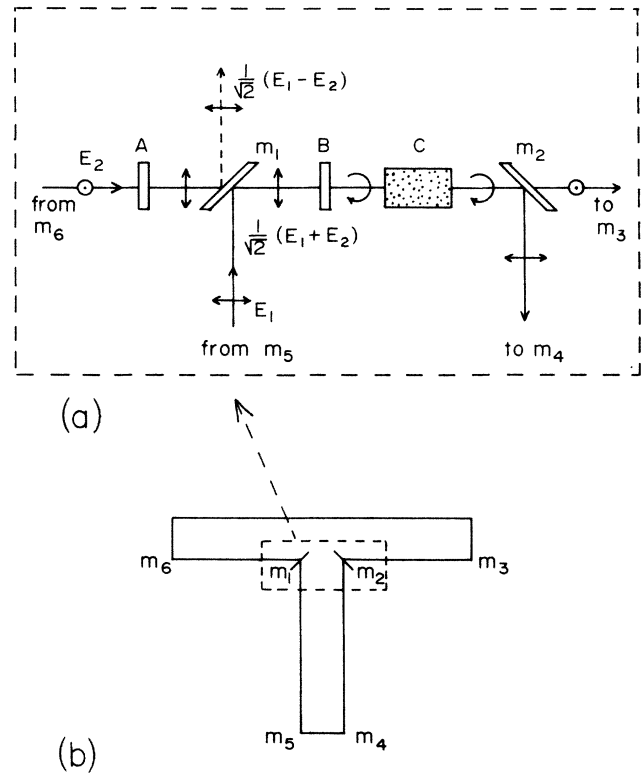 1/√2 (E₁ − E₂)
E₂
A
m₁
B
C
m₂
from m₆
1/√2 (E₁ + E₂)
to m₃
E₁
from m₅
to m₄
(a)
m₆
m₁
m₂
m₃
m₅
m₄
(b)